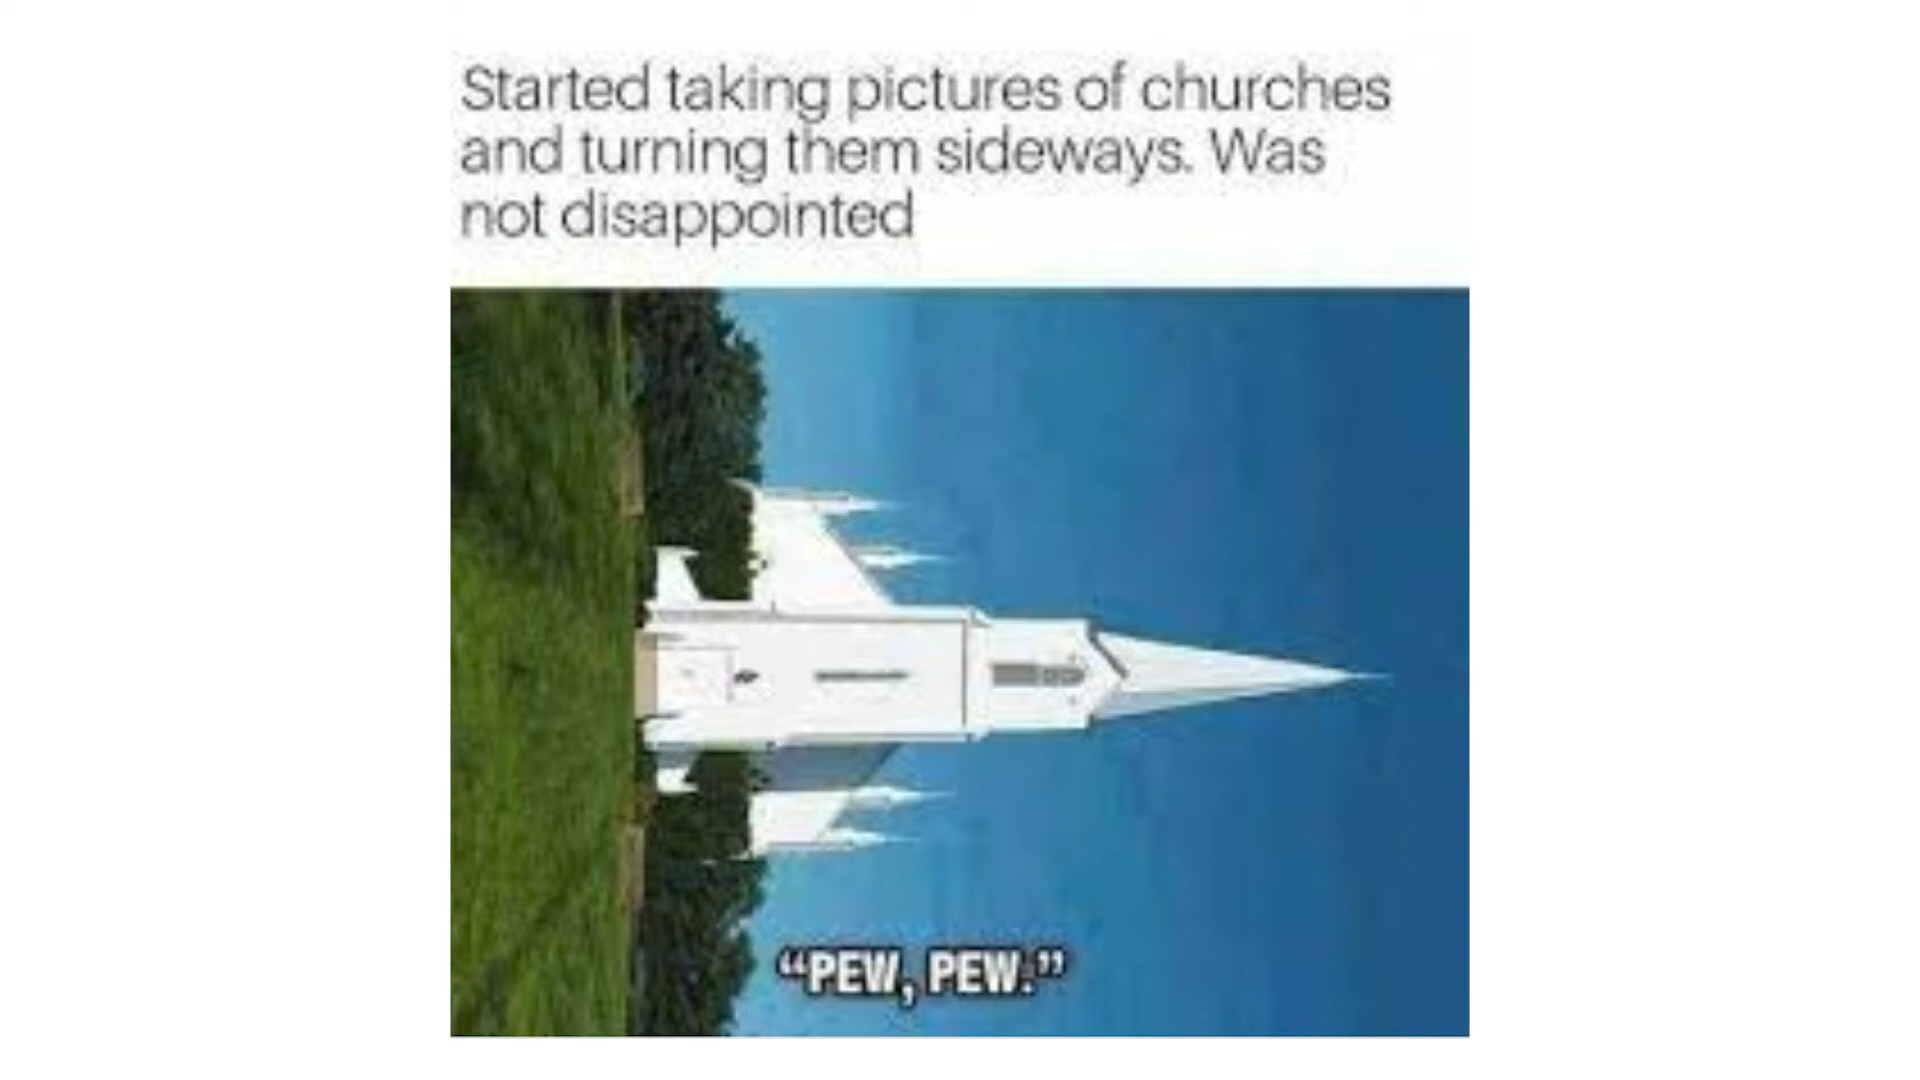 Started taking pictures of churches
and turning them sideways. Was
not disappointed
“PEW, PEW.”